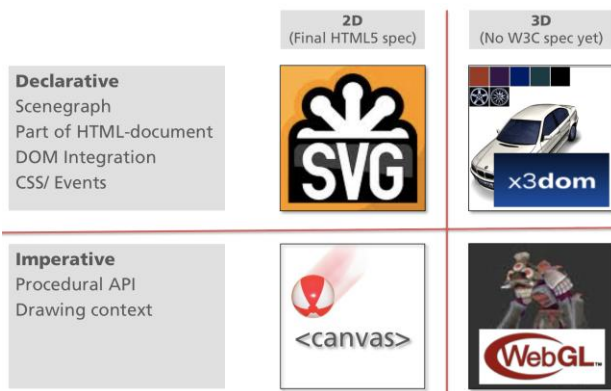 2D
(Final HTML5 spec)
3D
(No W3C spec yet)
Declarative
Scenegraph
Part of HTML-document
DOM Integration
CSS/ Events
SVG
x3dom
Imperative
Procedural API
Drawing context
<canvas>
WebGL™